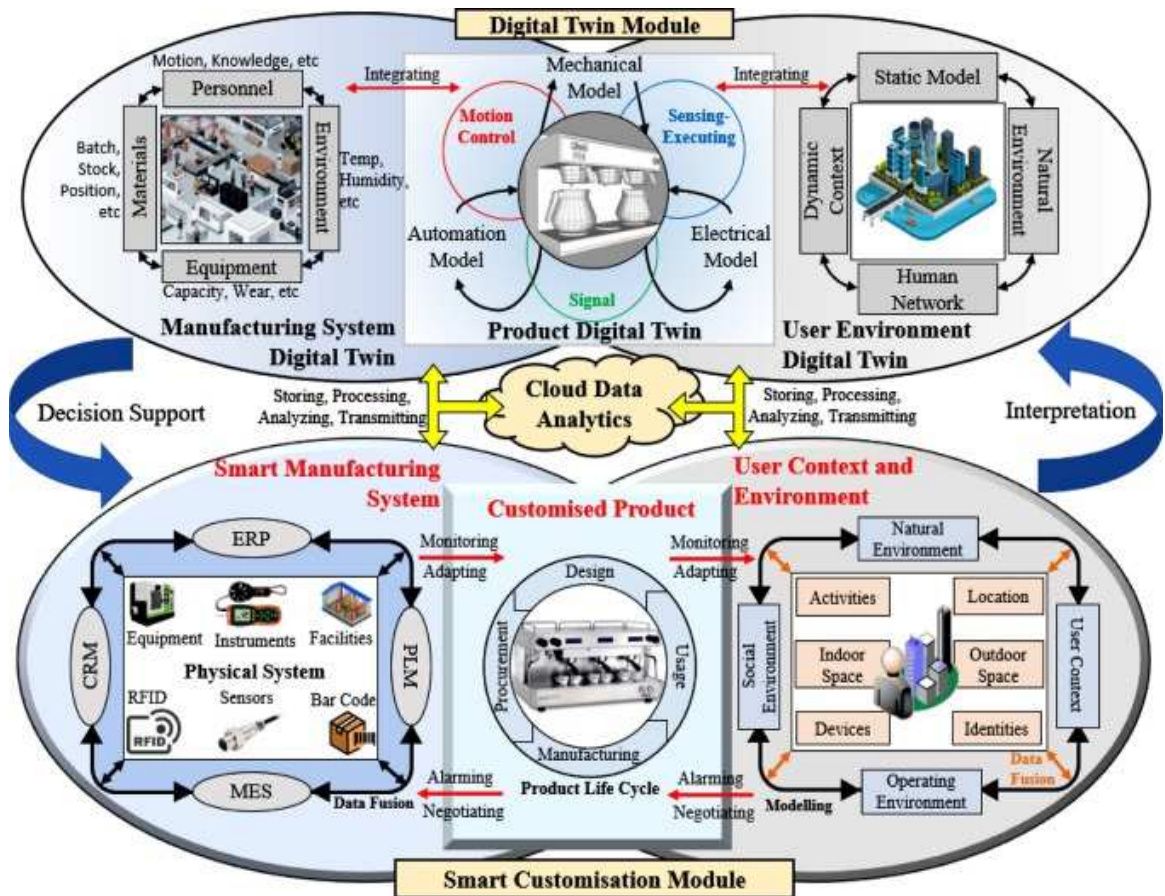 Digital Twin Module
Motion, Knowledge, etc
Personnel
Materials
Environment
Equipment
Batch,
Stock,
Position,
etc
Temp,
Humidity,
etc
Capacity, Wear, etc
Manufacturing System
Digital Twin
Integrating
Mechanical
Model
Motion
Control
Sensing-
Executing
Automation
Model
Electrical
Model
Signal
Product Digital Twin
Integrating
Static Model
Dynamic
Context
Natural
Environment
Human
Network
User Environment
Digital Twin
Decision Support
Storing, Processing,
Analyzing, Transmitting
Cloud Data
Analytics
Storing, Processing,
Analyzing, Transmitting
Interpretation
Smart Manufacturing
System
ERP
CRM
PLM
MES
Equipment
Instruments
Facilities
Physical System
RFID
RFID
Sensors
Bar Code
Data Fusion
Monitoring
Adapting
Alarming
Negotiating
Customised Product
Design
Procurement
Usage
Manufacturing
Product Life Cycle
Monitoring
Adapting
Alarming
Negotiating
User Context and
Environment
Natural
Environment
Social
Environment
User Context
Operating
Environment
Activities
Location
Indoor
Space
Outdoor
Space
Devices
Identities
Data
Fusion
Modelling
Smart Customisation Module